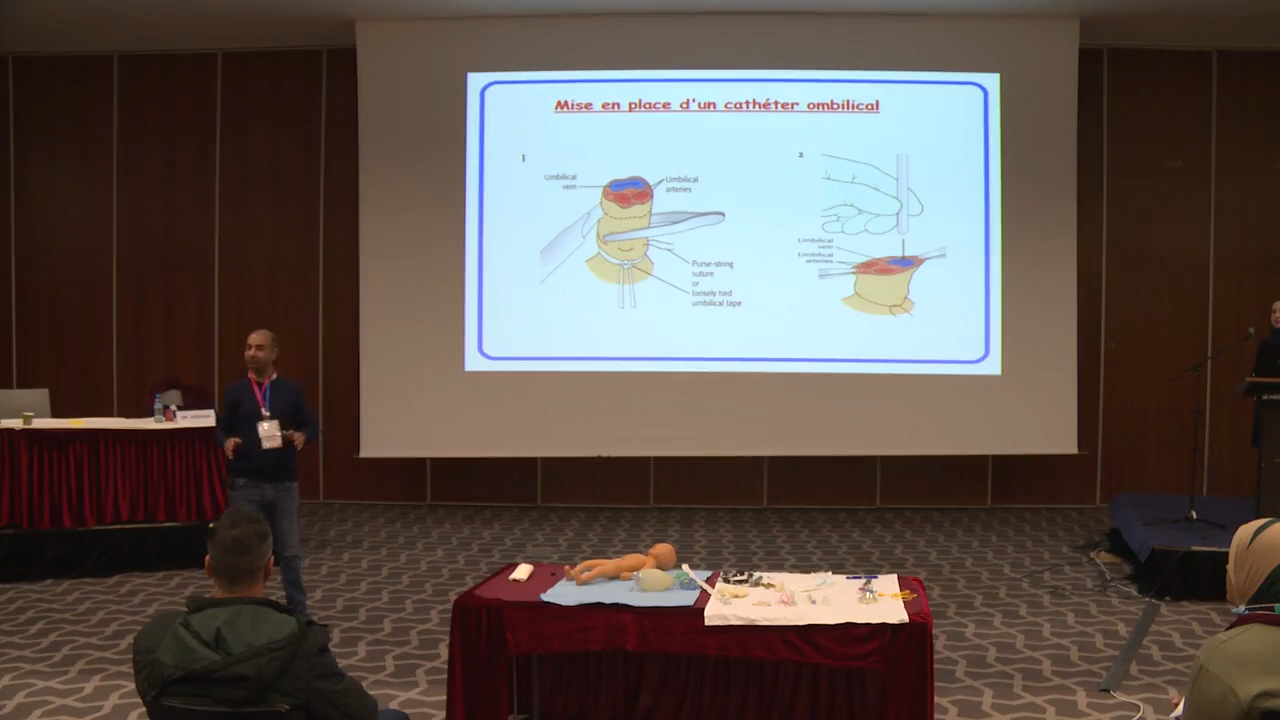 Mise en place d'un cathéter ombilical
1
Umbilical
vein
Umbilical
arteries
Purse-string
suture
or
loosely tied
umbilical tape
2
Umbilical
vein
Umbilical
arteries